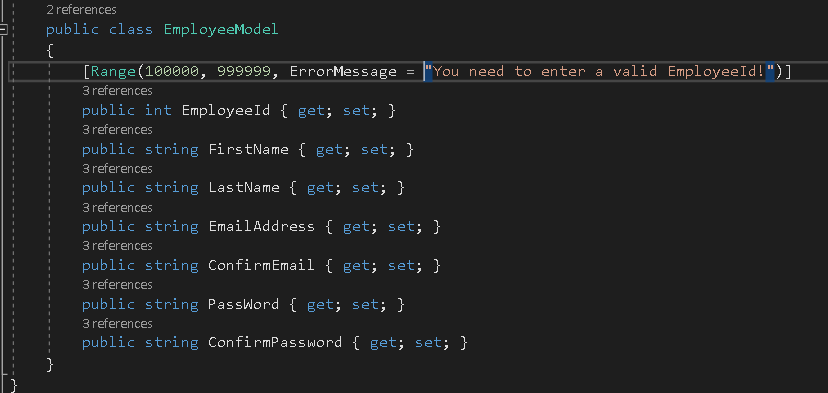 2 references
public class EmployeeModel
{
[Range(100000, 999999, ErrorMessage = "You need to enter a valid EmployeeId!")]
3 references
public int EmployeeId { get; set; }
3 references
public string FirstName { get; set; }
3 references
public string LastName { get; set; }
3 references
public string EmailAddress { get; set; }
3 references
public string ConfirmEmail { get; set; }
3 references
public string PassWord { get; set; }
3 references
public string ConfirmPassword { get; set; }
}
}